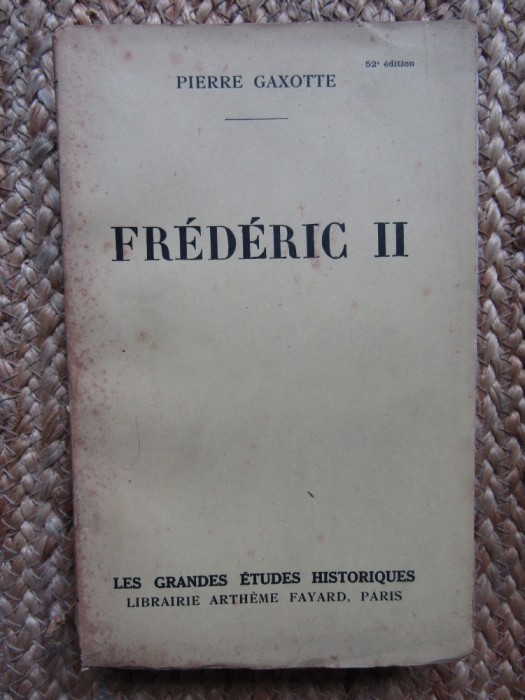 52e édition
PIERRE GAXOTTE
FRÉDÉRIC II
LES GRANDES ÉTUDES HISTORIQUES
LIBRAIRIE ARTHÈME FAYARD, PARIS